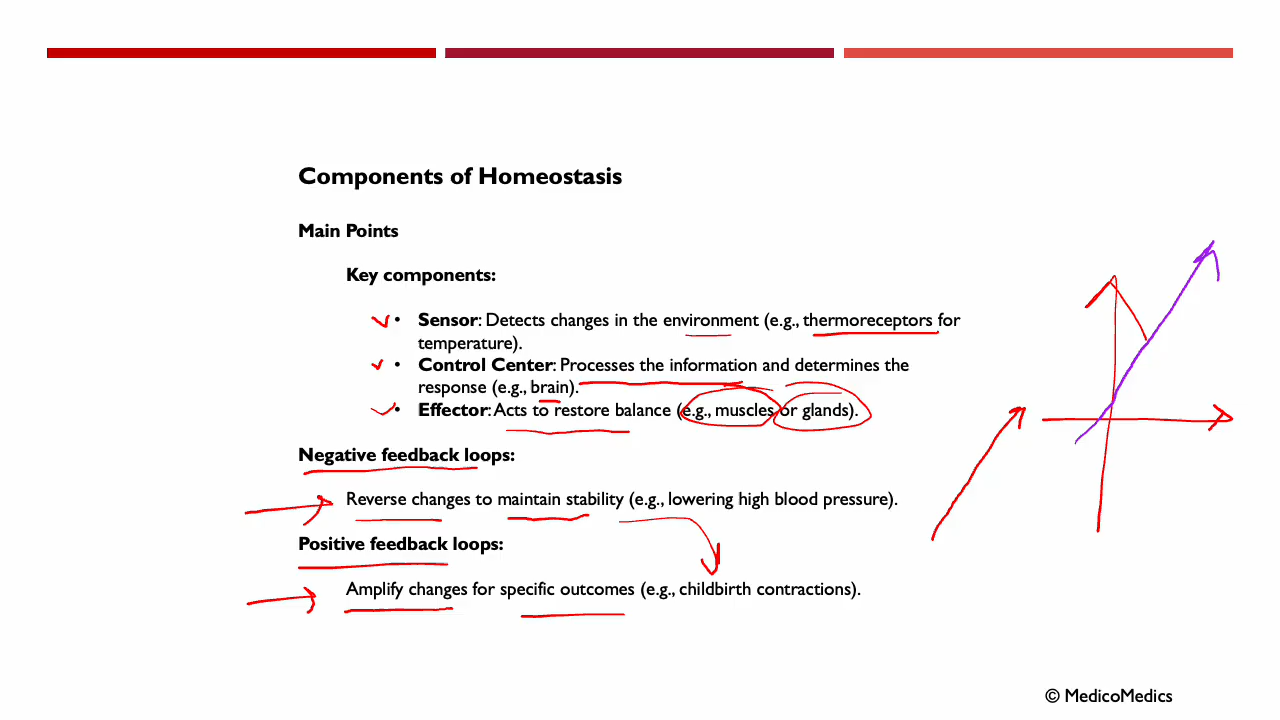 Components of Homeostasis
Main Points
Key components:
• Sensor: Detects changes in the environment (e.g., thermoreceptors for
temperature).
• Control Center: Processes the information and determines the
response (e.g., brain).
• Effector: Acts to restore balance (e.g., muscles or glands).
Negative feedback loops:
Reverse changes to maintain stability (e.g., lowering high blood pressure).
Positive feedback loops:
Amplify changes for specific outcomes (e.g., childbirth contractions).
© MedicoMedics